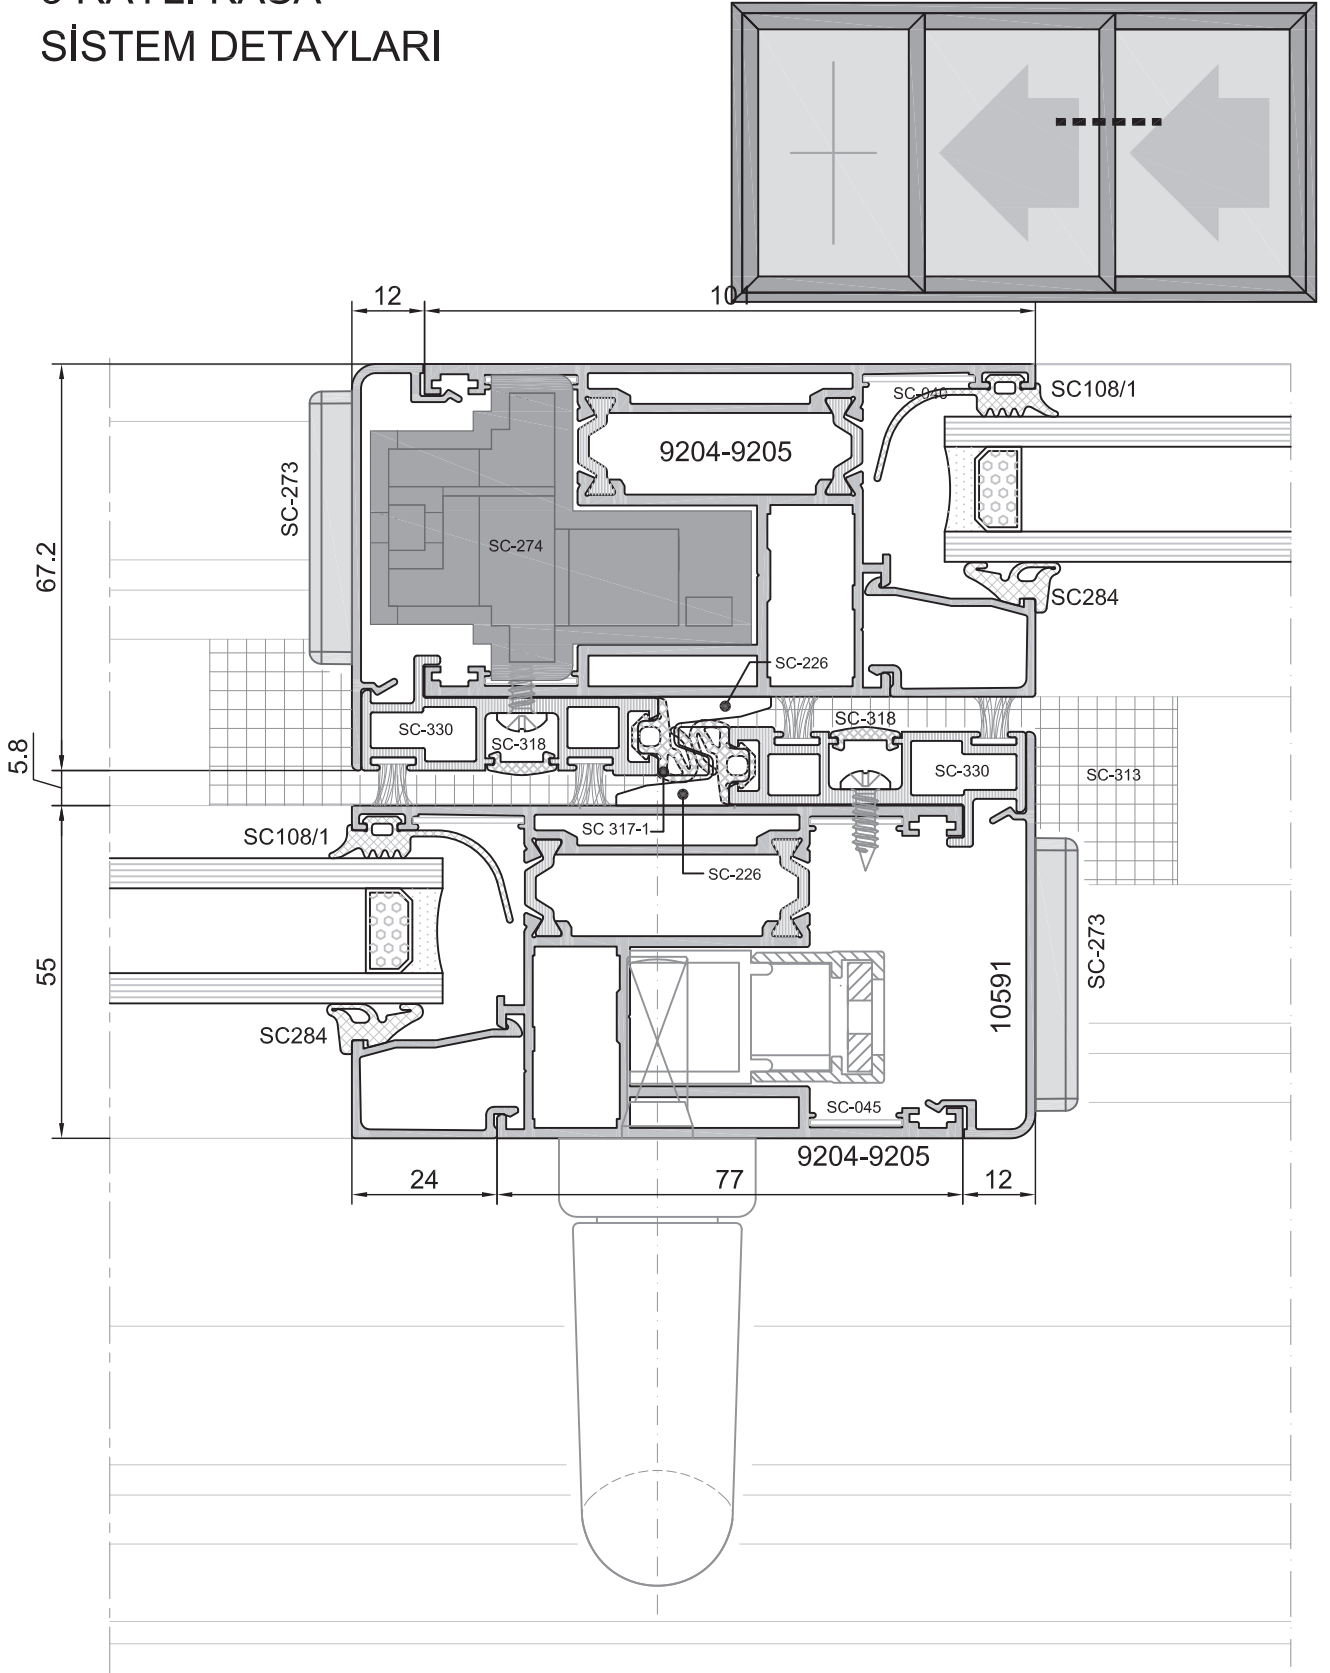 SİSTEM DETAYLARI
12
101
SC-040
SC108/1
9204-9205
SC-273
SC-274
67.2
SC284
SC-226
SC-330
SC-318
SC-318
SC-330
SC-313
5.8
SC108/1
SC 317-1
SC-226
SC-273
55
10591
SC284
SC-045
9204-9205
24
77
12